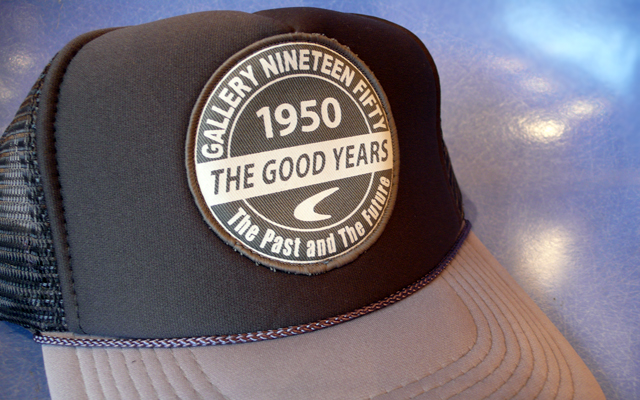 GALLERY NINETEEN FIFTY
1950
THE GOOD YEARS
The Past and The Future